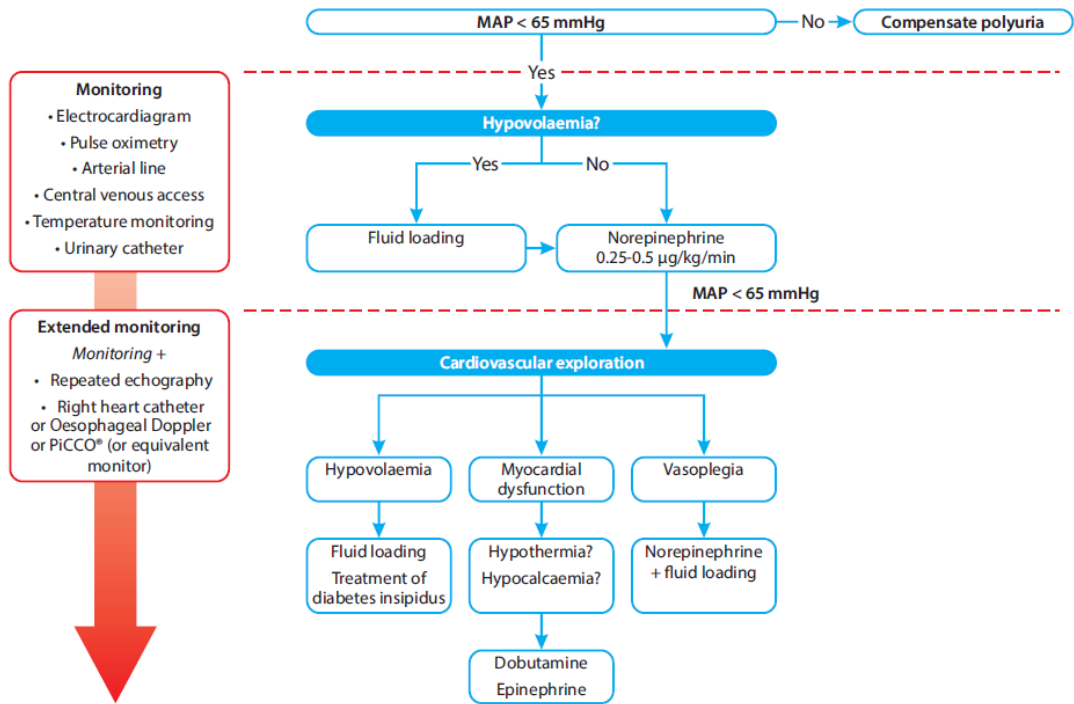 MAP < 65 mmHg
No
Compensate polyuria
Yes
Monitoring
• Electrocardiagram
• Pulse oximetry
• Arterial line
• Central venous access
• Temperature monitoring
• Urinary catheter
Hypovolaemia?
Yes
No
Fluid loading
Norepinephrine
0.25-0.5 µg/kg/min
MAP < 65 mmHg
Extended monitoring
Monitoring +
• Repeated echography
• Right heart catheter
or Oesophageal Doppler
or PiCCO® (or equivalent
monitor)
Cardiovascular exploration
Hypovolaemia
Myocardial
dysfunction
Vasoplegia
Fluid loading
Treatment of
diabetes insipidus
Hypothermia?
Hypocalcaemia?
Norepinephrine
+ fluid loading
Dobutamine
Epinephrine